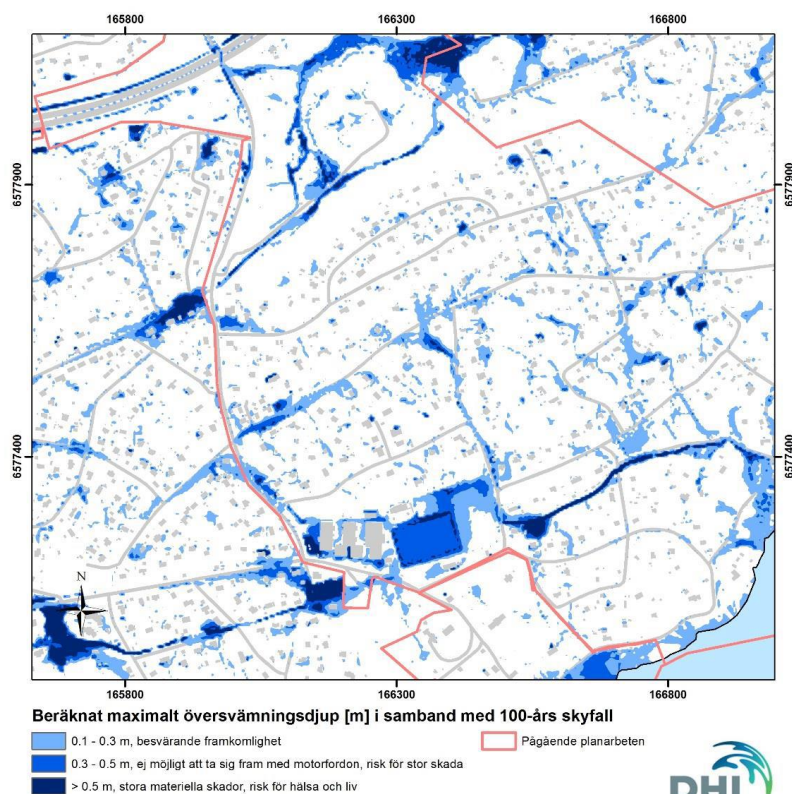 165800 166300 166800
6577900 6577900
N
6577400 6577400
165800 166300 166800
Beräknat maximalt översvämningsdjup [m] i samband med 100-års skyfall
0.1 - 0.3 m, besvärande framkomlighet
Pågående planarbeten
0.3 - 0.5 m, ej möjligt att ta sig fram med motorfordon, risk för stor skada
> 0.5 m, stora materiella skador, risk för hälsa och liv
DHI